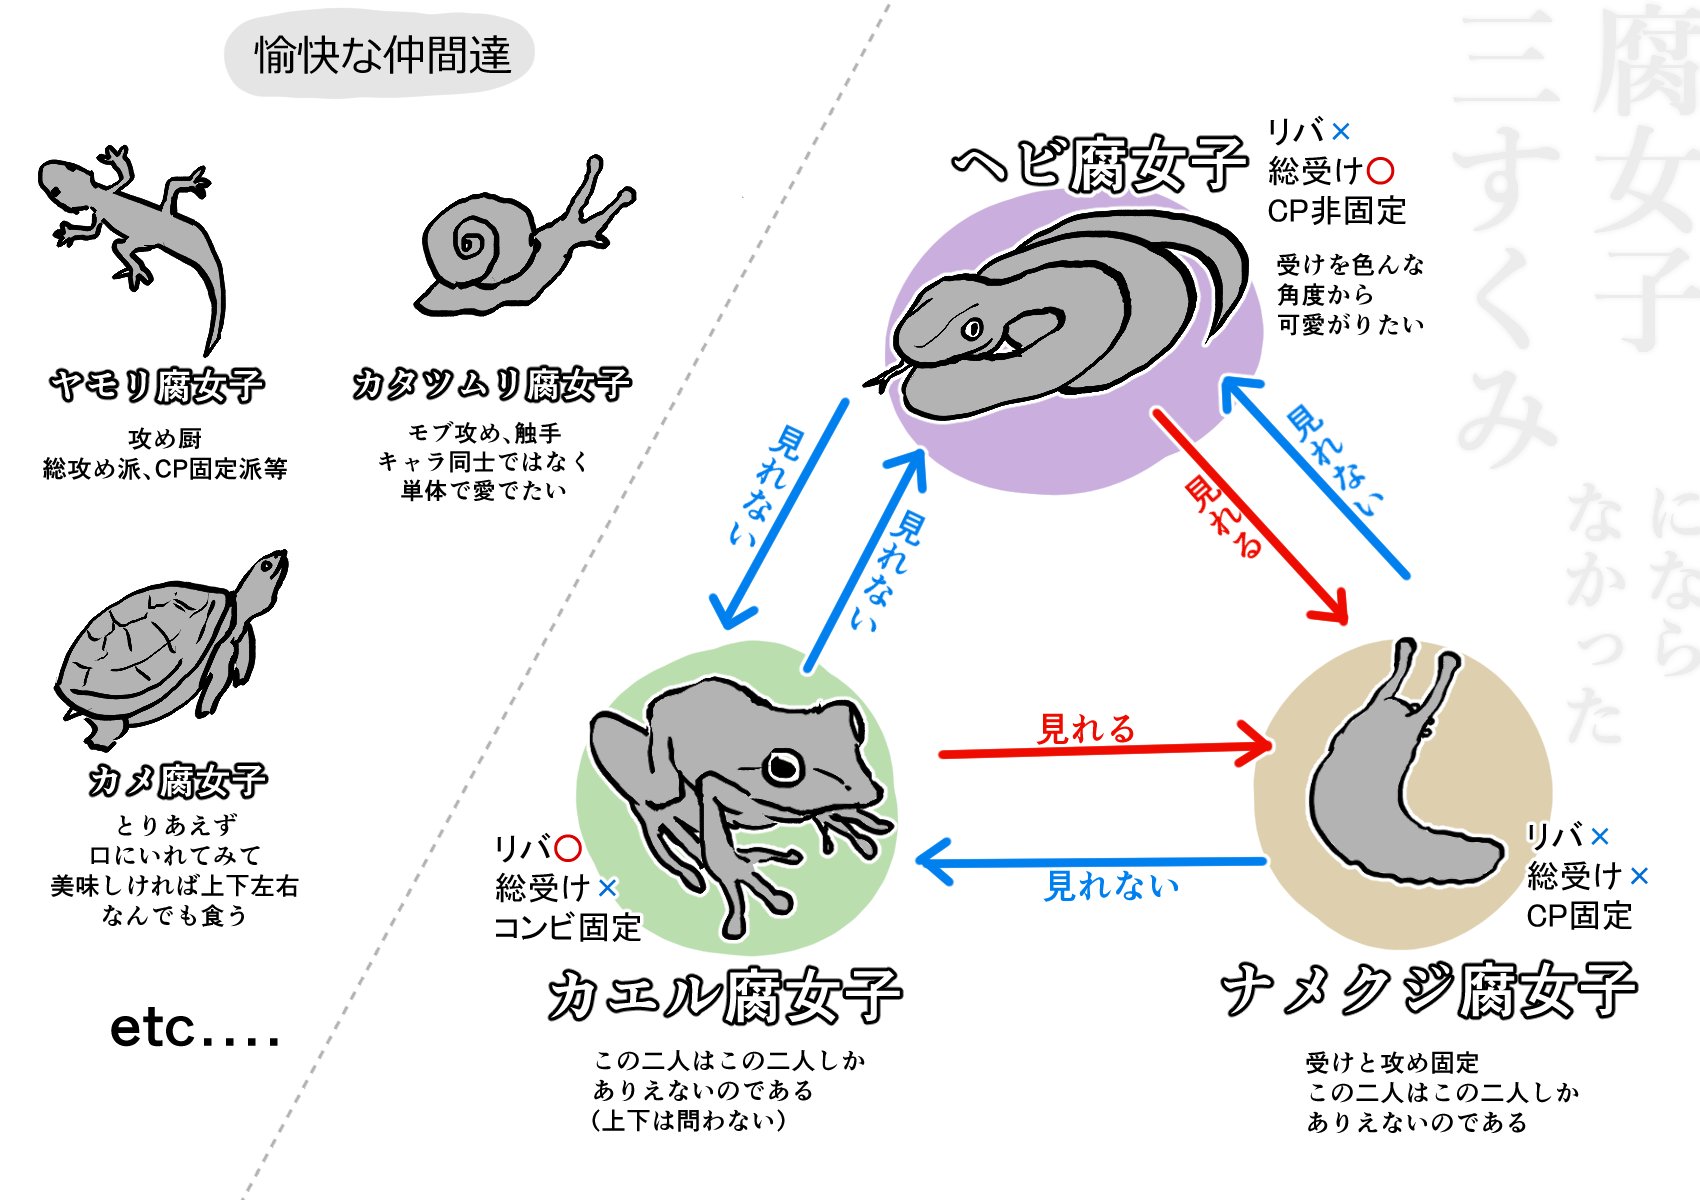 愉快な仲間達
ヤモリ腐女子
攻め厨
総攻め派、CP固定派等
カタツムリ腐女子
モブ攻め、触手
キャラ同士ではなく
単体で愛でたい
カメ腐女子
とりあえず
口にいれてみて
美味しければ上下左右
なんでも食う
etc....
腐女子
三すくみ
になら
なかった
ヘビ腐女子
リバ×
総受け○
CP非固定
受けを色んな
角度から
可愛がりたい
見れない
見れない
見れる
見れない
見れる
見れない
リバ○
総受け×
コンビ固定
カエル腐女子
この二人はこの二人しか
ありえないのである
(上下は問わない)
リバ×
総受け×
CP固定
ナメクジ腐女子
受けと攻め固定
この二人はこの二人しか
ありえないのである